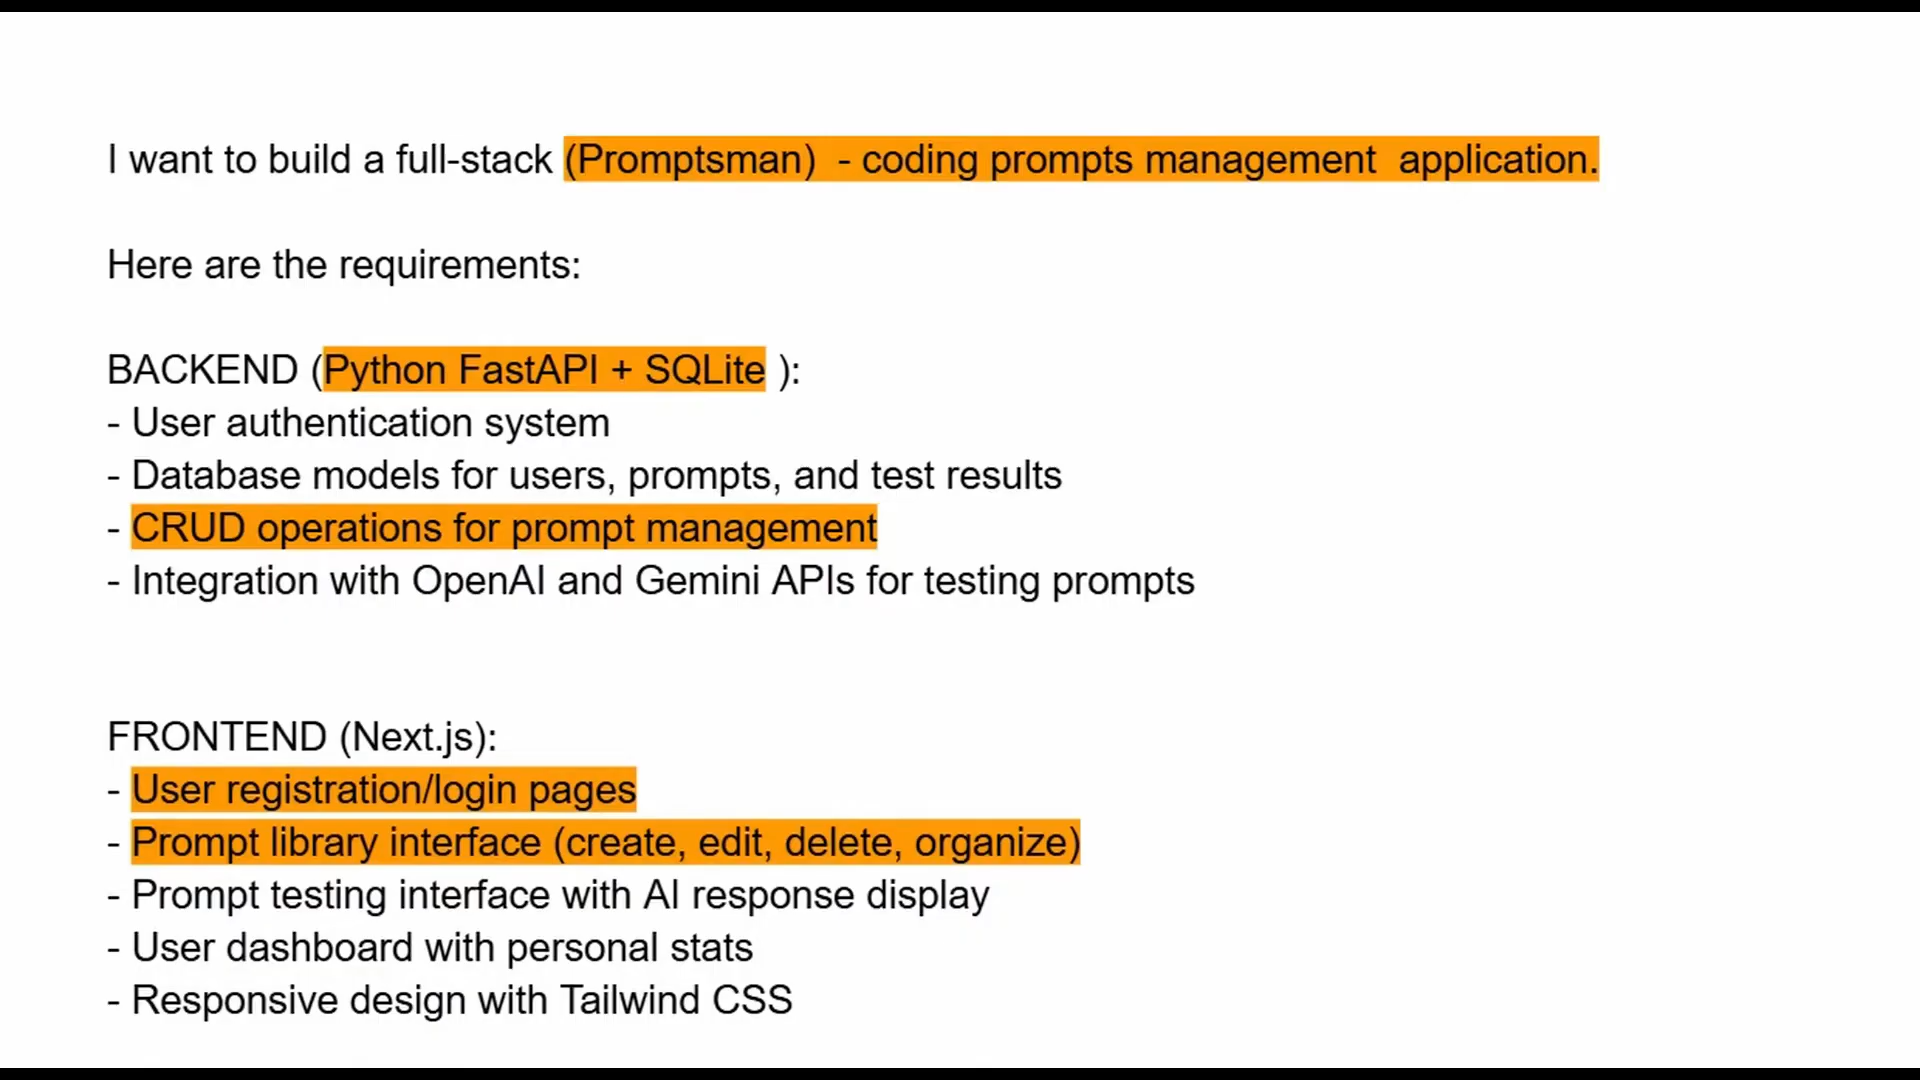 I want to build a full-stack (Promptsman)  - coding prompts management  application.
Here are the requirements:
BACKEND (Python FastAPI + SQLite ):
- User authentication system
- Database models for users, prompts, and test results
- CRUD operations for prompt management
- Integration with OpenAI and Gemini APIs for testing prompts
FRONTEND (Next.js):
- User registration/login pages
- Prompt library interface (create, edit, delete, organize)
- Prompt testing interface with AI response display
- User dashboard with personal stats
- Responsive design with Tailwind CSS